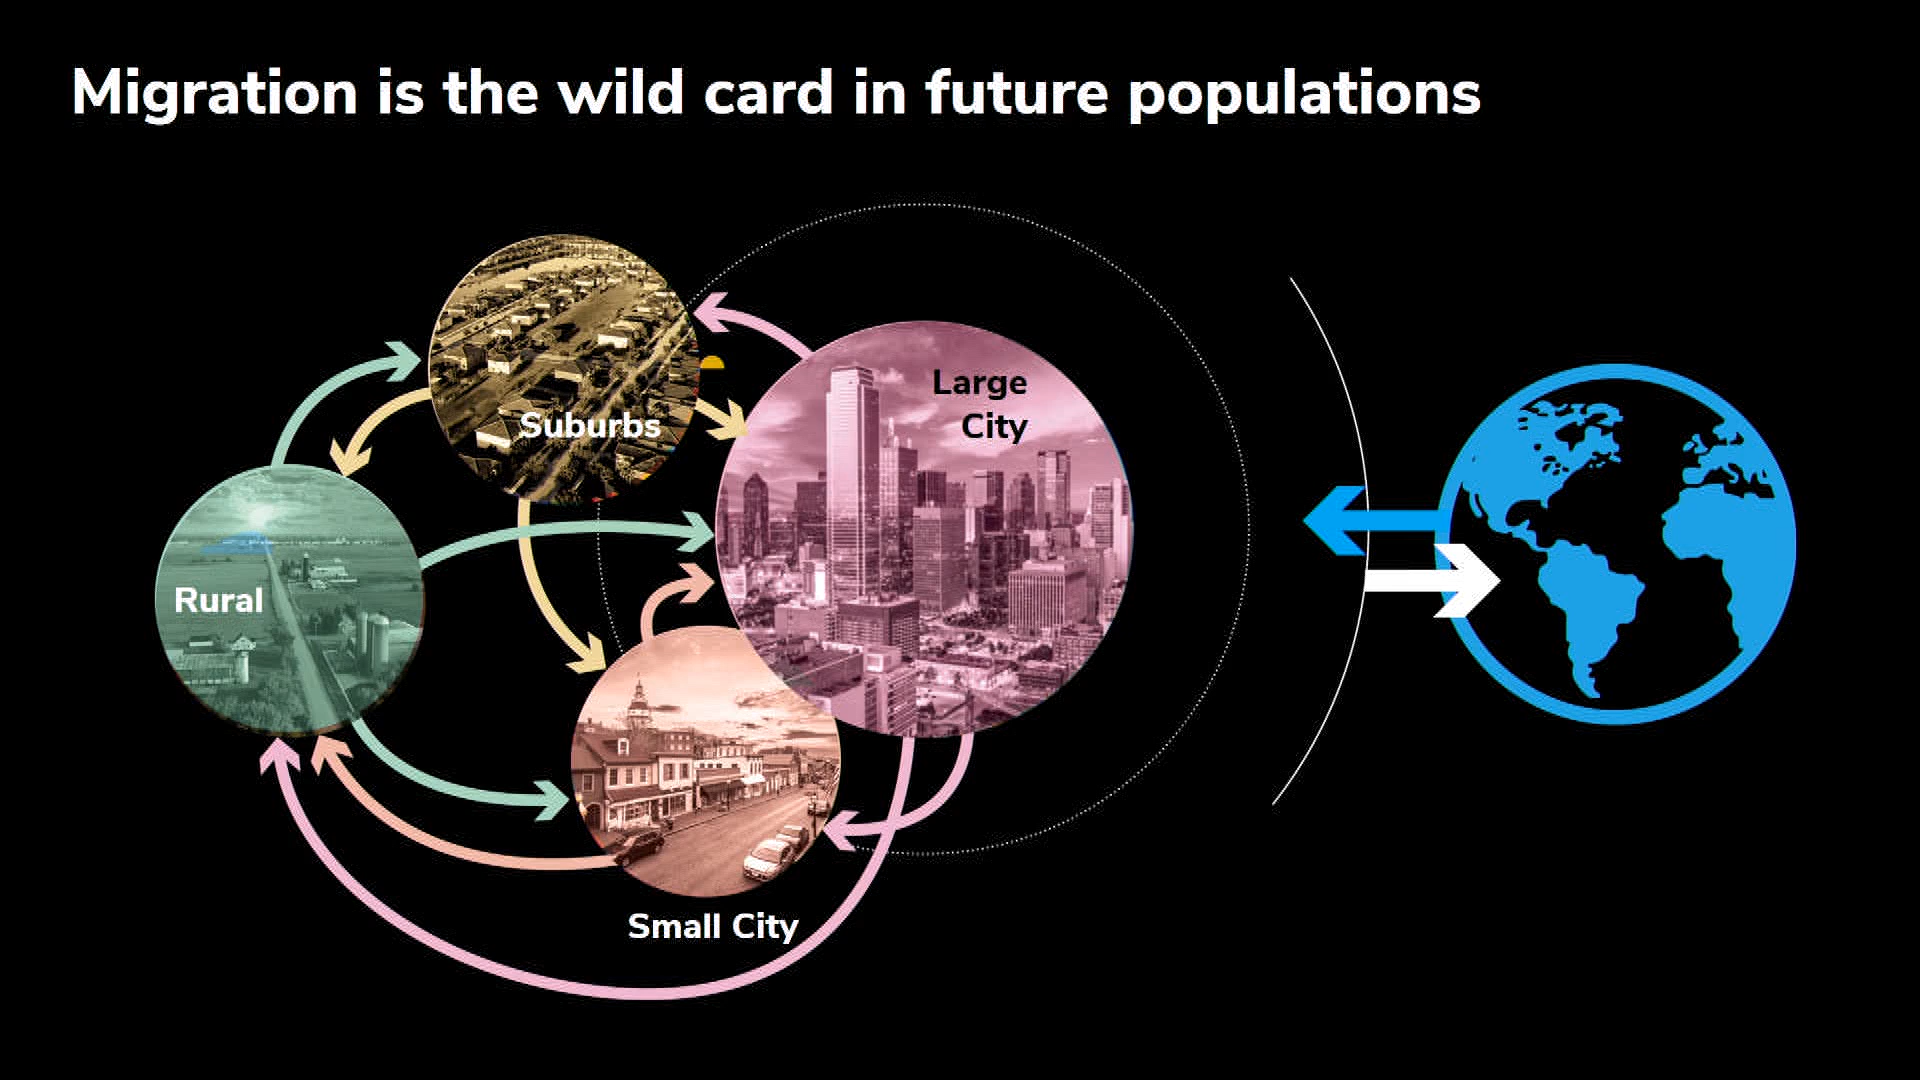 Migration is the wild card in future populations
Large
City
Suburbs
Rural
Small City